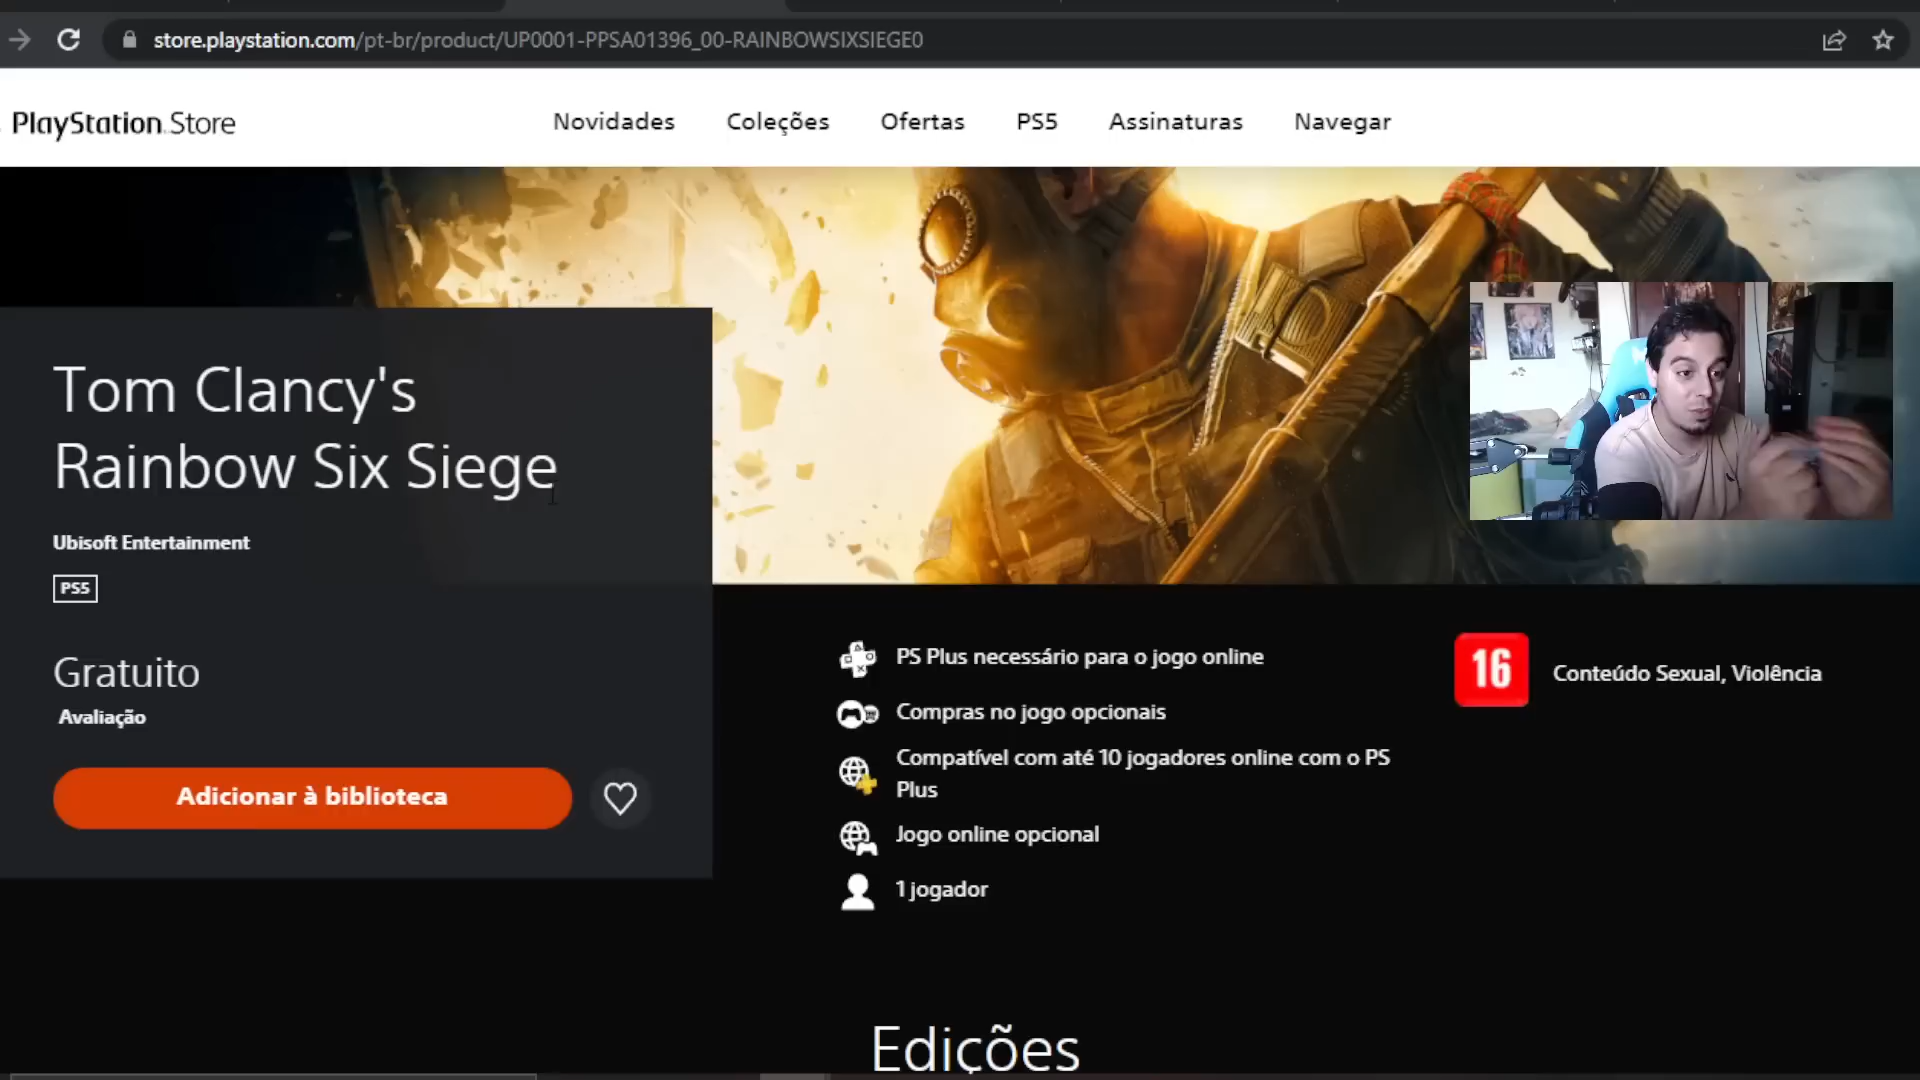 store.playstation.com/pt-br/product/UP0001-PPSA01396_00-RAINBOWSIXSIEGE0
PlayStation Store
Novidades
Coleções
Ofertas
PS5
Assinaturas
Navegar
Tom Clancy's
Rainbow Six Siege
Ubisoft Entertainment
PS5
Gratuito
Avaliação
Adicionar à biblioteca
PS Plus necessário para o jogo online
Compras no jogo opcionais
Compatível com até 10 jogadores online com o PS
Plus
Jogo online opcional
1 jogador
16
Conteúdo Sexual, Violência
Edições